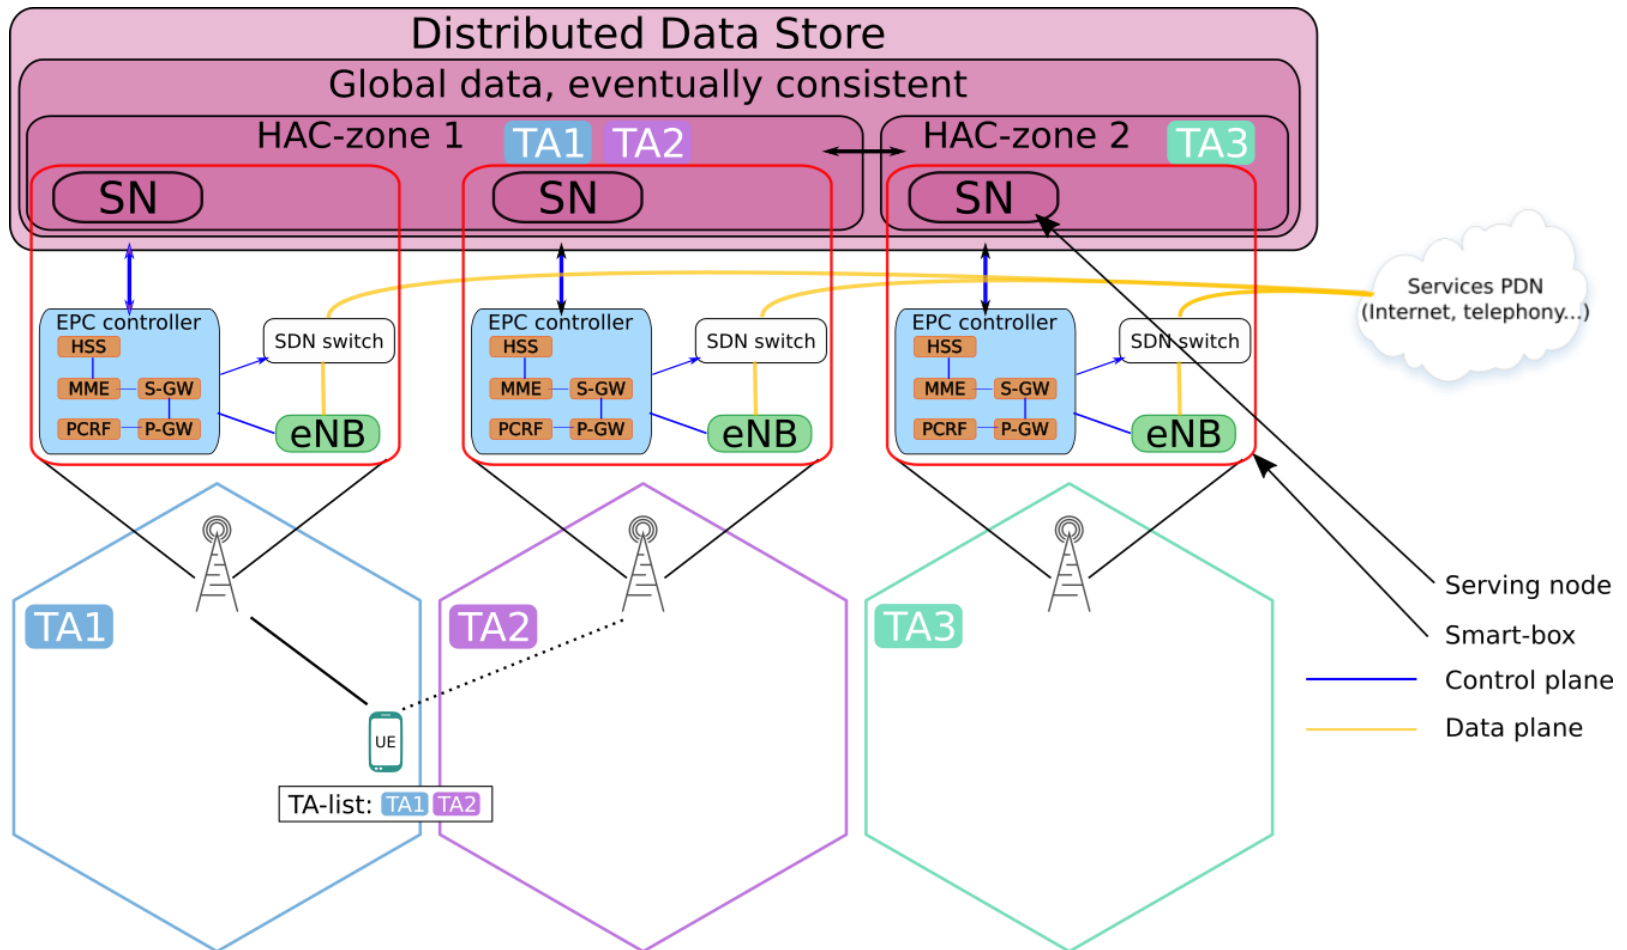 Distributed Data Store
Global data, eventually consistent
HAC-zone 1 TA1 TA2
HAC-zone 2 TA3
SN
SN
SN
Services PDN
(Internet, telephony...)
EPC controller
HSS
MME S-GW
PCRF P-GW
SDN switch
eNB
EPC controller
HSS
MME S-GW
PCRF P-GW
SDN switch
eNB
EPC controller
HSS
MME S-GW
PCRF P-GW
SDN switch
eNB
TA1
TA2
TA3
UE
TA-list: TA1 TA2
Serving node
Smart-box
Control plane
Data plane